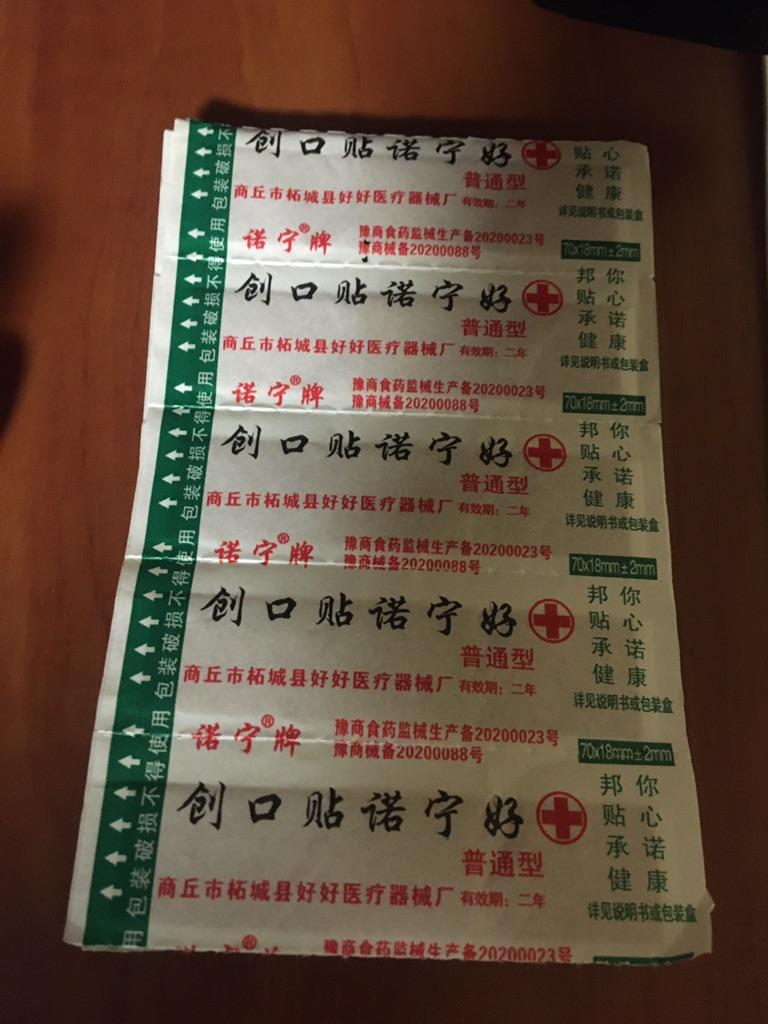 创口贴诺宁好
贴心
承诺
普通型
健康
商丘市柘城县好好医疗器械厂 有效期：二年
详见说明书或包装盒
诺宁®牌
豫商食药监械生产备20200023号
豫商械备20200088号
70x18mm±2mm
邦你
创口贴诺宁好
贴心
承诺
普通型
健康
商丘市柘城县好好医疗器械厂 有效期：二年
详见说明书或包装盒
诺宁®牌
豫商食药监械生产备20200023号
豫商械备20200088号
70x18mm±2mm
邦你
创口贴诺宁好
贴心
承诺
普通型
健康
商丘市柘城县好好医疗器械厂 有效期：二年
详见说明书或包装盒
诺宁®牌
豫商食药监械生产备20200023号
豫商械备20200088号
70x18mm±2mm
邦你
创口贴诺宁好
贴心
承诺
普通型
健康
商丘市柘城县好好医疗器械厂 有效期：二年
详见说明书或包装盒
诺宁®牌
豫商食药监械生产备20200023号
豫商械备20200088号
70x18mm±2mm
邦你
创口贴诺宁好
贴心
承诺
普通型
健康
商丘市柘城县好好医疗器械厂 有效期：二年
详见说明书或包装盒
豫商食药监械生产备20200023号
包装破损不得使用
包装破损不得使用
包装破损不得使用
包装破损不得使用
包装破损不得使用